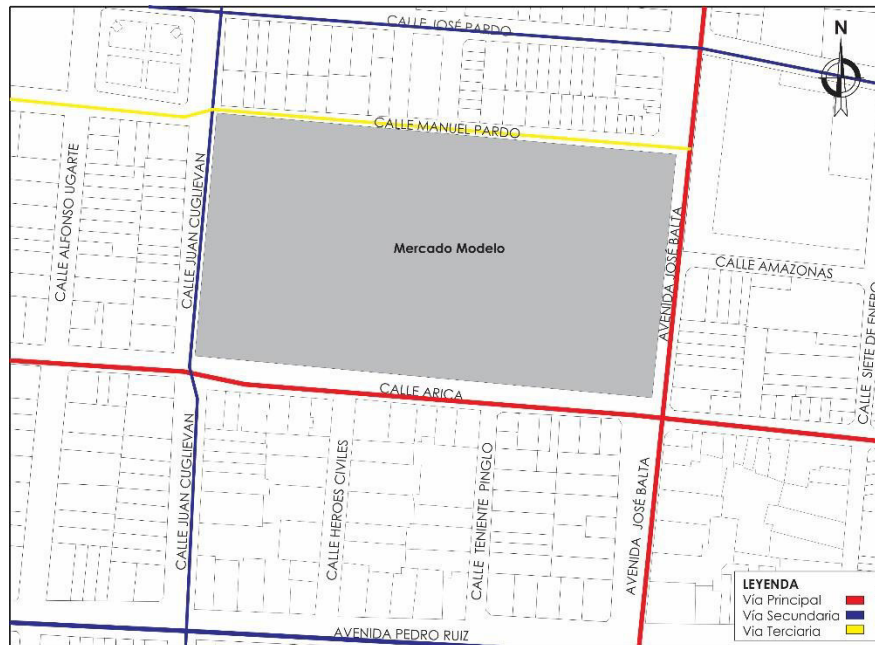 CALLE JOSÉ PARDO
N
CALLE MANUEL PARDO
CALLE ALFONSO UGARTE
CALLE JUAN CUGLIEVAN
Mercado Modelo
AVENIDA JOSÉ BALTA
CALLE AMAZONAS
CALLE SIETE DE ENERO
CALLE ARICA
CALLE JUAN CUGLIEVAN
CALLE HEROES CIVILES
CALLE TENIENTE PINGLO
AVENIDA JOSÉ BALTA
AVENIDA PEDRO RUIZ
LEYENDA
Vía Principal
Vía Secundaria
Via Terciaria